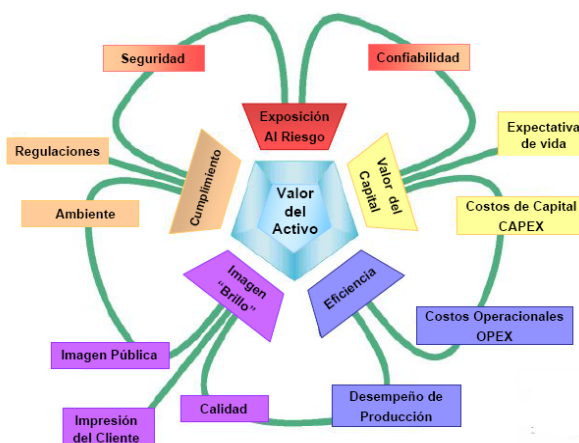 Seguridad
Confiabilidad
Exposición
Al Riesgo
Expectativa
de vida
Regulaciones
Cumplimiento
Valor del
Capital
Valor
del
Activo
Ambiente
Costos de Capital
CAPEX
Imagen
“Brillo”
Eficiencia
Costos Operacionales
OPEX
Imagen Pública
Impresión
del Cliente
Calidad
Desempeño de
Producción